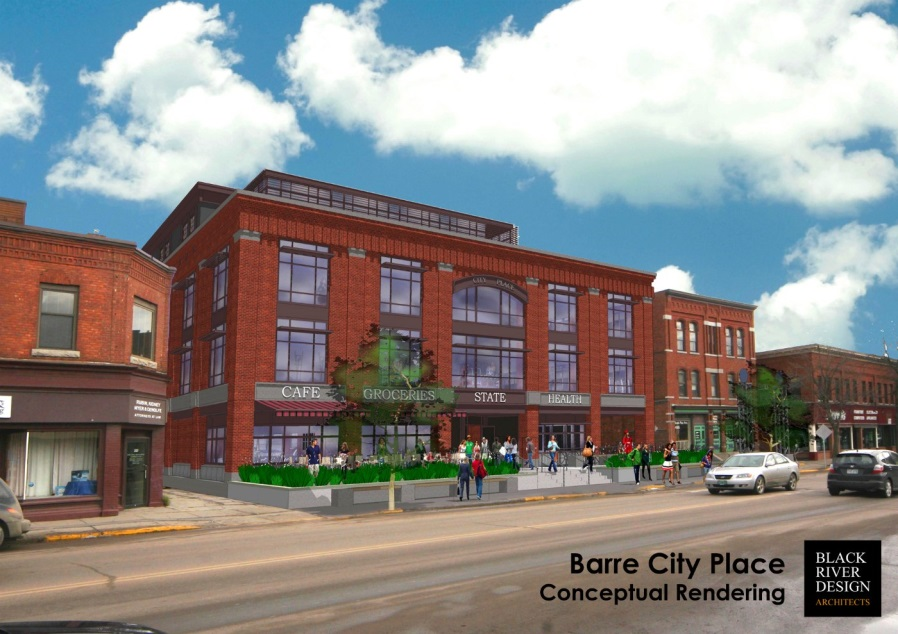 CITY PLACE
CAFE
GROCERIES
STATE
HEALTH
Barre City Place
Conceptual Rendering
BLACK
RIVER
DESIGN
ARCHITECTS